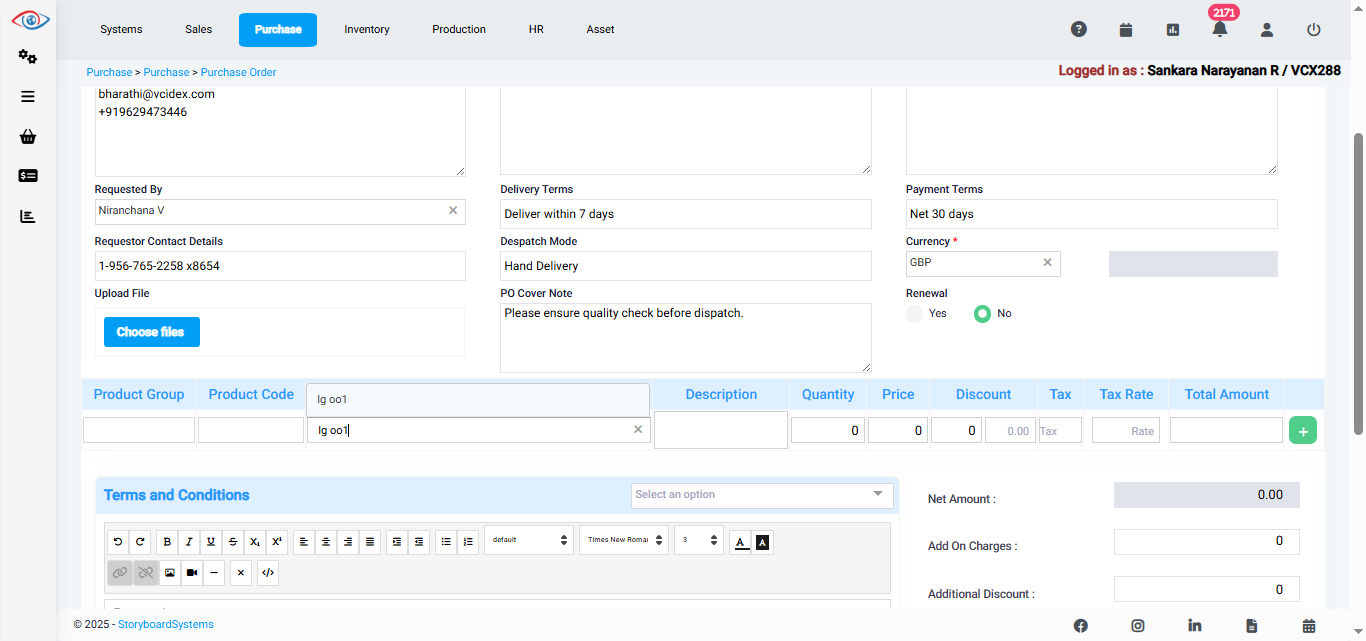 2171
Systems Sales Purchase Inventory Production HR Asset
Purchase > Purchase > Purchase Order
Logged in as : Sankara Narayanan R / VCX288
bharathi@vcidex.com
+919629473446
Requested By Delivery Terms Payment Terms
Niranchana V Deliver within 7 days Net 30 days
Requestor Contact Details Despatch Mode Currency *
1-956-765-2258 x8654 Hand Delivery GBP
Upload File PO Cover Note Renewal
Choose files Please ensure quality check before dispatch. Yes No
Product Group Product Code lg oo1 Description Quantity Price Discount Tax Tax Rate Total Amount
lg oo1 0 0 0 0.00 Tax Rate +
Terms and Conditions Select an option
Net Amount : 0.00
default Times New Roma 3
Add On Charges : 0
Additional Discount : 0
© 2025 - StoryboardSystems